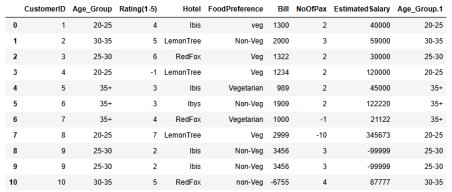 CustomerID Age_Group Rating(1-5) Hotel FoodPreference Bill NoOfPax EstimatedSalary Age_Group.1
0 1 20-25 4 Ibis veg 1300 2 40000 20-25
1 2 30-35 5 LemonTree Non-Veg 2000 3 59000 30-35
2 3 25-30 6 RedFox Veg 1322 2 30000 25-30
3 4 20-25 -1 LemonTree Veg 1234 2 120000 20-25
4 5 35+ 3 Ibis Vegetarian 989 2 45000 35+
5 6 35+ 3 Ibys Non-Veg 1909 2 122220 35+
6 7 35+ 4 RedFox Vegetarian 1000 -1 21122 35+
7 8 20-25 7 LemonTree Veg 2999 -10 345673 20-25
8 9 25-30 2 Ibis Non-Veg 3456 3 -99999 25-30
9 9 25-30 2 Ibis Non-Veg 3456 3 -99999 25-30
10 10 30-35 5 RedFox non-Veg -6755 4 87777 30-35